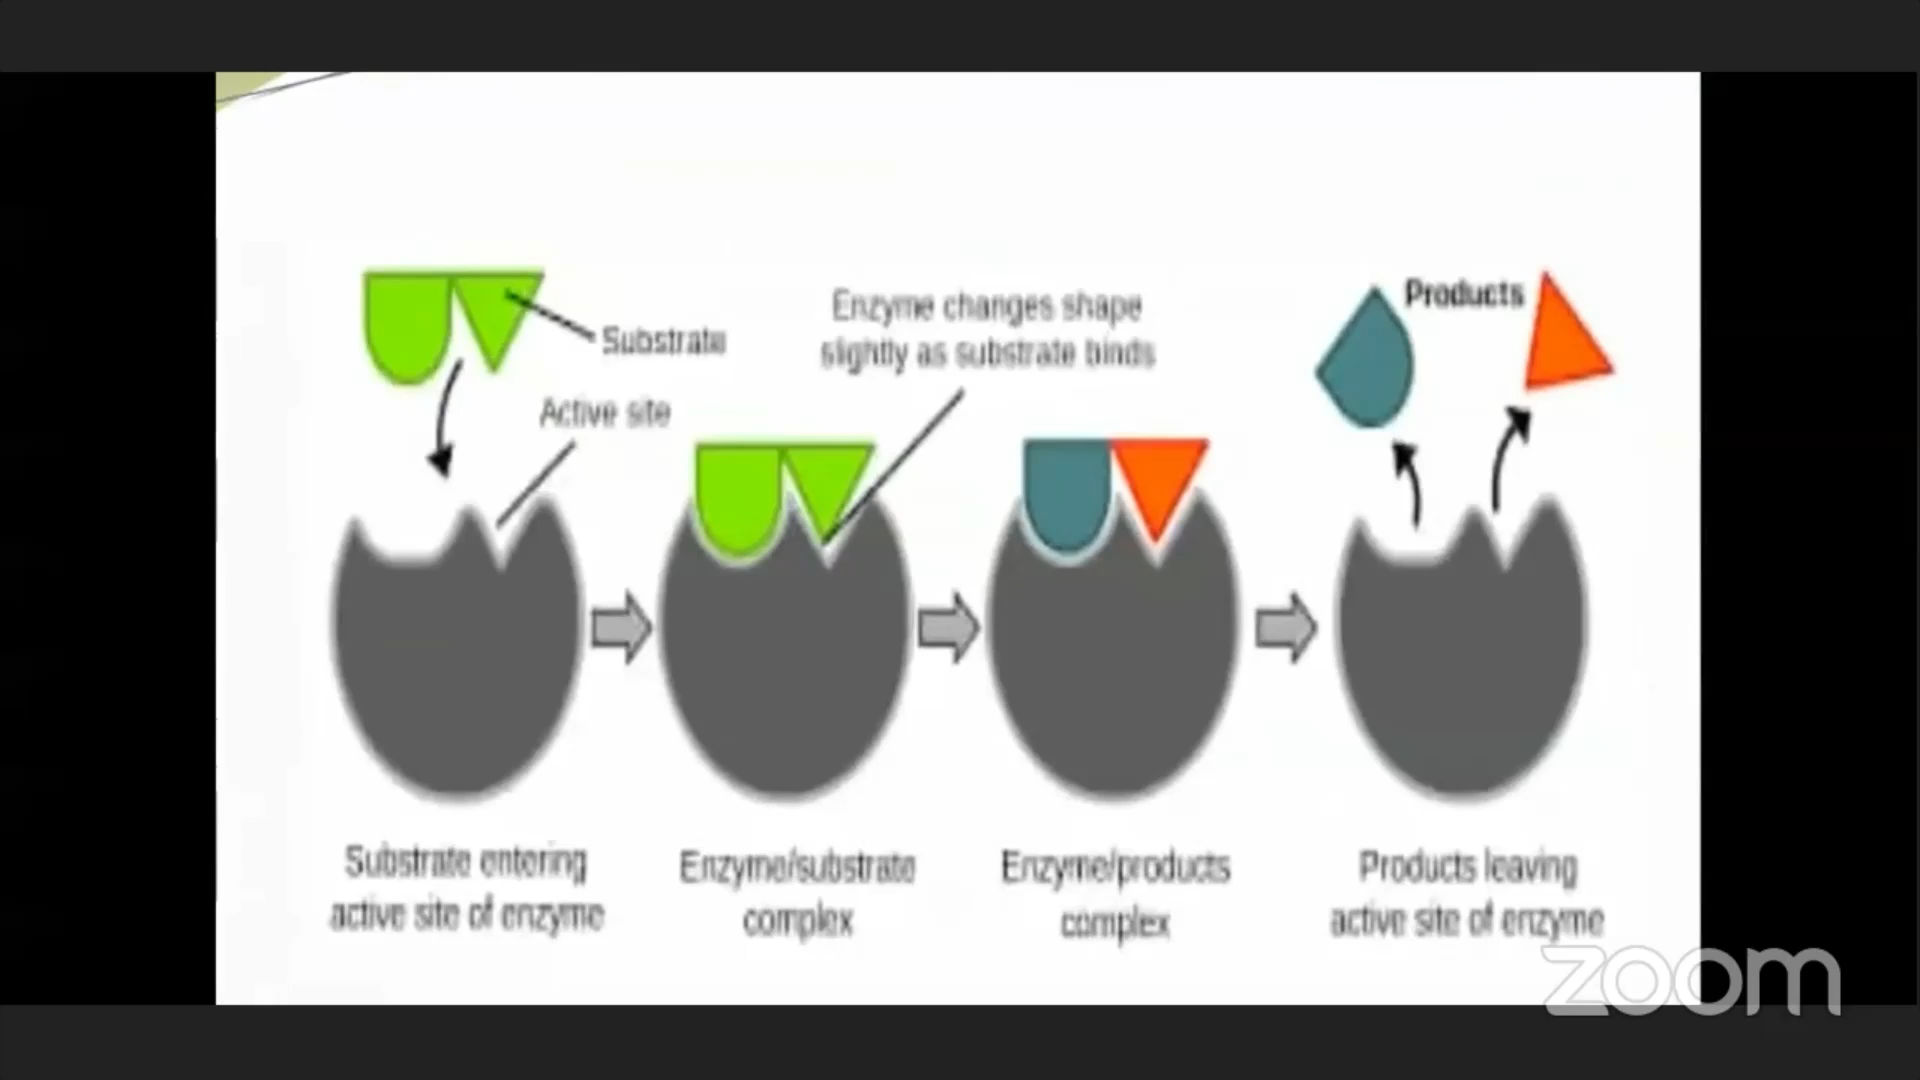 Substrate
Active site
Enzyme changes shape
slightly as substrate binds
Products
Substrate entering
active site of enzyme
Enzyme/substrate
complex
Enzyme/products
complex
Products leaving
active site of enzyme
zoom